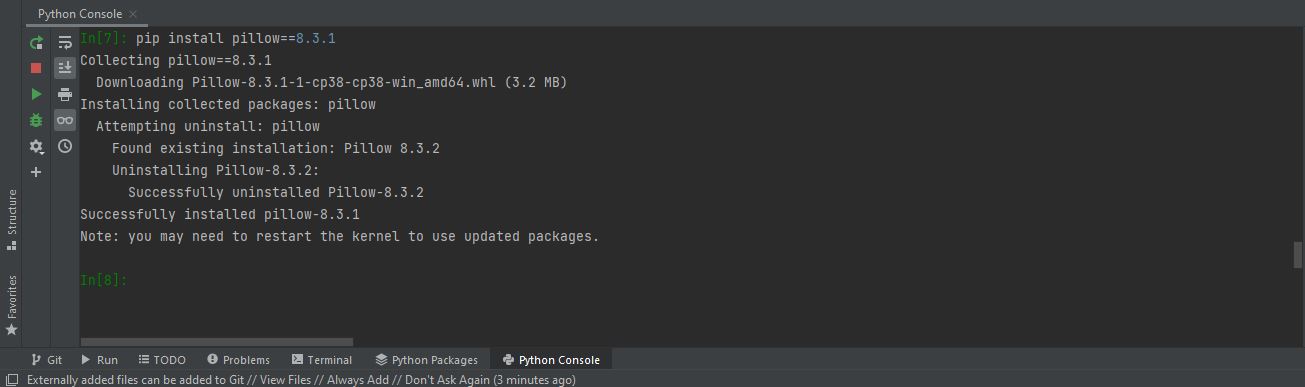 Python Console
In[7]: pip install pillow==8.3.1
Collecting pillow==8.3.1
Downloading Pillow-8.3.1-1-cp38-cp38-win_amd64.whl (3.2 MB)
Installing collected packages: pillow
Attempting uninstall: pillow
Found existing installation: Pillow 8.3.2
Uninstalling Pillow-8.3.2:
Successfully uninstalled Pillow-8.3.2
Successfully installed pillow-8.3.1
Note: you may need to restart the kernel to use updated packages.
In[8]:
Structure
Favorites
Git Run TODO Problems Terminal Python Packages Python Console
Externally added files can be added to Git // View Files // Always Add // Don't Ask Again (3 minutes ago)